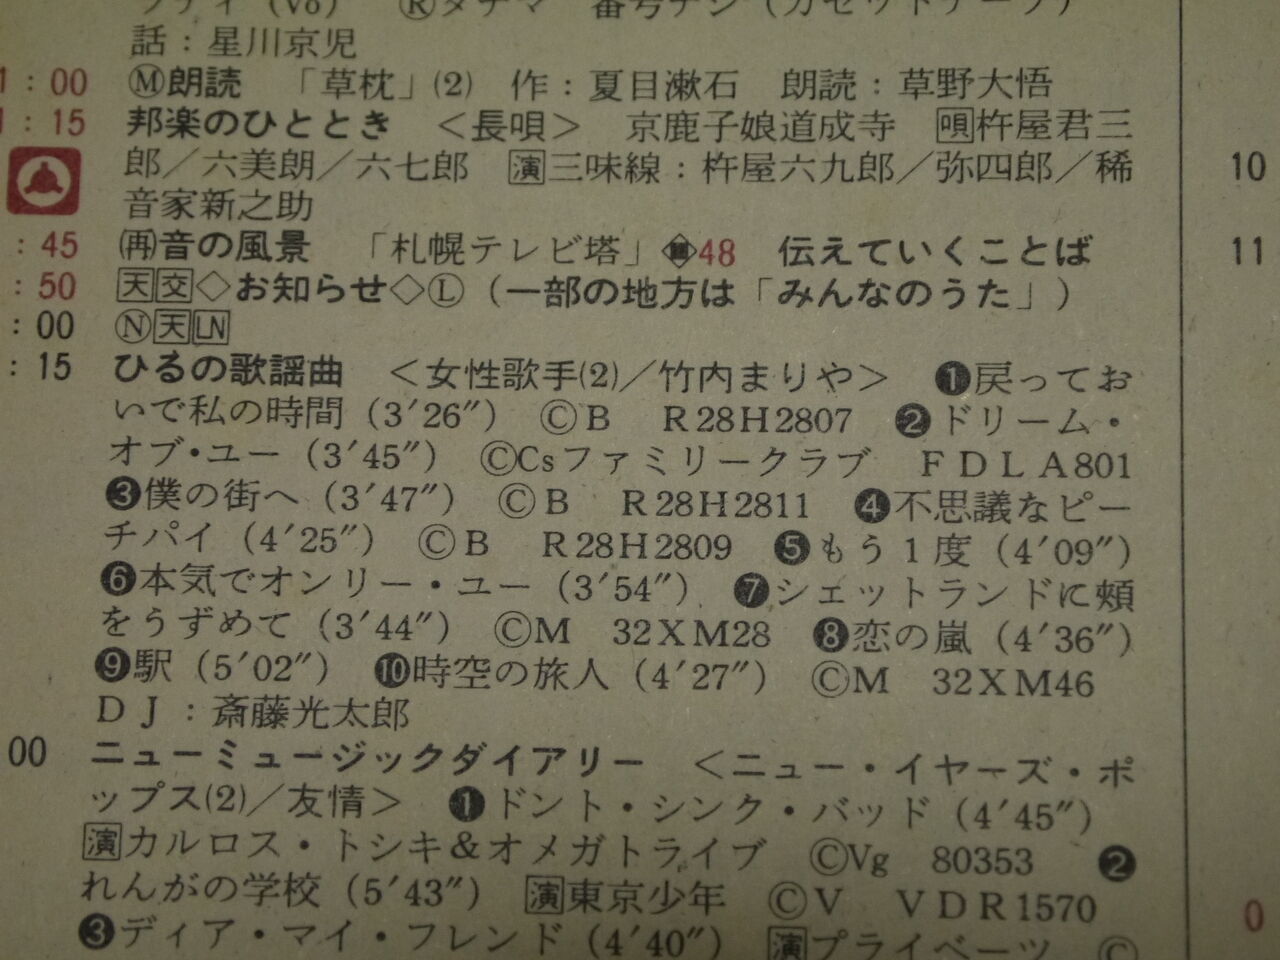 話：星川京児
1：00 Ⓜ朗読 「草枕」(2) 作：夏目漱石 朗読：草野大悟
1：15 邦楽のひととき ＜長唄＞ 京鹿子娘道成寺 唄杵屋君三
郎／六美朗／六七郎 演三味線：杵屋六九郎／弥四郎／稀
音家新之助
：45 ㊢音の風景 「札幌テレビ塔」 48 伝えていくことば
：50 天交◇お知らせ◇Ⓛ（一部の地方は「みんなのうた」）
：00 Ⓝ天LN
：15 ひるの歌謡曲 ＜女性歌手(2)／竹内まりや＞ ❶戻ってお
いで私の時間（3′26″） ⒸB R28H2807 ❷ドリーム・
オブ・ユー（3′45″） ⒸCsファミリークラブ FDLA801
❸僕の街へ（3′47″） ⒸB R28H2811 ❹不思議なピー
チパイ（4′25″） ⒸB R28H2809 ❺もう1度（4′09″）
❻本気でオンリー・ユー（3′54″） ❼シェットランドに頬
をうずめて（3′44″） ⒸM 32XM28 ❽恋の嵐（4′36″）
❾駅（5′02″） ❿時空の旅人（4′27″） ⒸM 32XM46
DJ：斎藤光太郎
00 ニューミュージックダイアリー ＜ニュー・イヤーズ・ポ
ップス(2)／友情＞ ❶ドント・シンク・バッド（4′45″）
演カルロス・トシキ&オメガトライブ ⒸVg 80353 ❷
れんがの学校（5′43″） 演東京少年 ⒸV VDR1570
❸ディア・マイ・フレンド（4′40″） 演プライベーツ Ⓒ
10
11
0